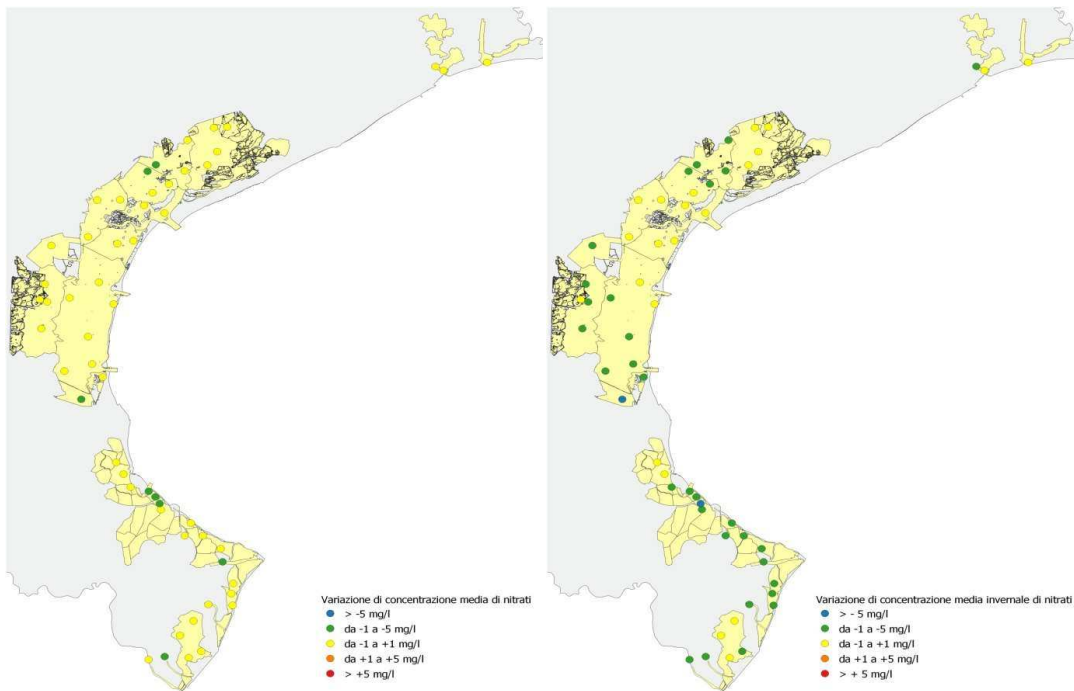 Variazione di concentrazione media di nitrati
> -5 mg/l
da -1 a -5 mg/l
da -1 a +1 mg/l
da +1 a +5 mg/l
> +5 mg/l
Variazione di concentrazione media invernale di nitrati
> - 5 mg/l
da -1 a -5 mg/l
da -1 a +1 mg/l
da +1 a +5 mg/l
> + 5 mg/l